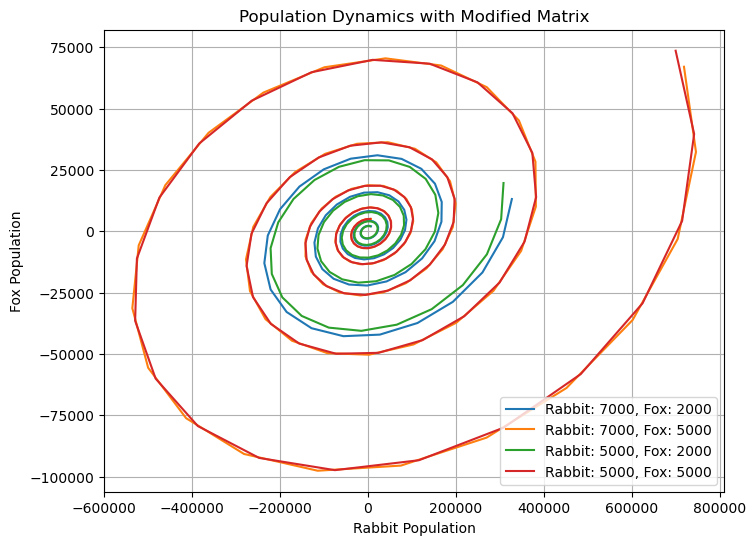 Population Dynamics with Modified Matrix
75000
50000
25000
0
−25000
−50000
−75000
−100000
Fox Population
−600000 −400000 −200000 0 200000 400000 600000 800000
Rabbit Population
Rabbit: 7000, Fox: 2000
Rabbit: 7000, Fox: 5000
Rabbit: 5000, Fox: 2000
Rabbit: 5000, Fox: 5000